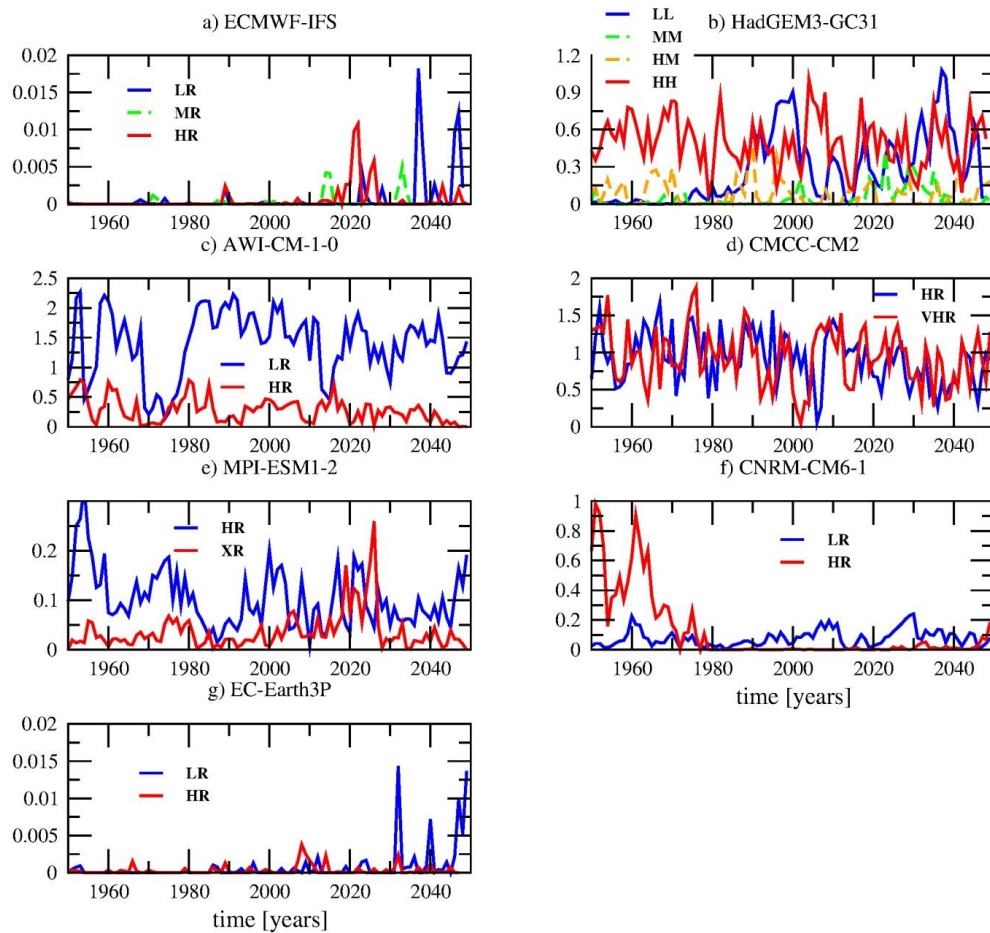 a) ECMWF-IFS
0.02
0.015
0.01
0.005
0
LR
MR
HR
1960 1980 2000 2020 2040
b) HadGEM3-GC31
LL
MM
HM
HH
1.2
0.9
0.6
0.3
0
1960 1980 2000 2020 2040
c) AWI-CM-1-0
2.5
2
1.5
1
0.5
0
LR
HR
1960 1980 2000 2020 2040
d) CMCC-CM2
2
1.5
1
0.5
0
HR
VHR
1960 1980 2000 2020 2040
e) MPI-ESM1-2
0.2
0.1
0
HR
XR
1960 1980 2000 2020 2040
f) CNRM-CM6-1
1
0.8
0.6
0.4
0.2
0
LR
HR
1960 1980 2000 2020 2040
time [years]
g) EC-Earth3P
0.02
0.015
0.01
0.005
0
LR
HR
1960 1980 2000 2020 2040
time [years]